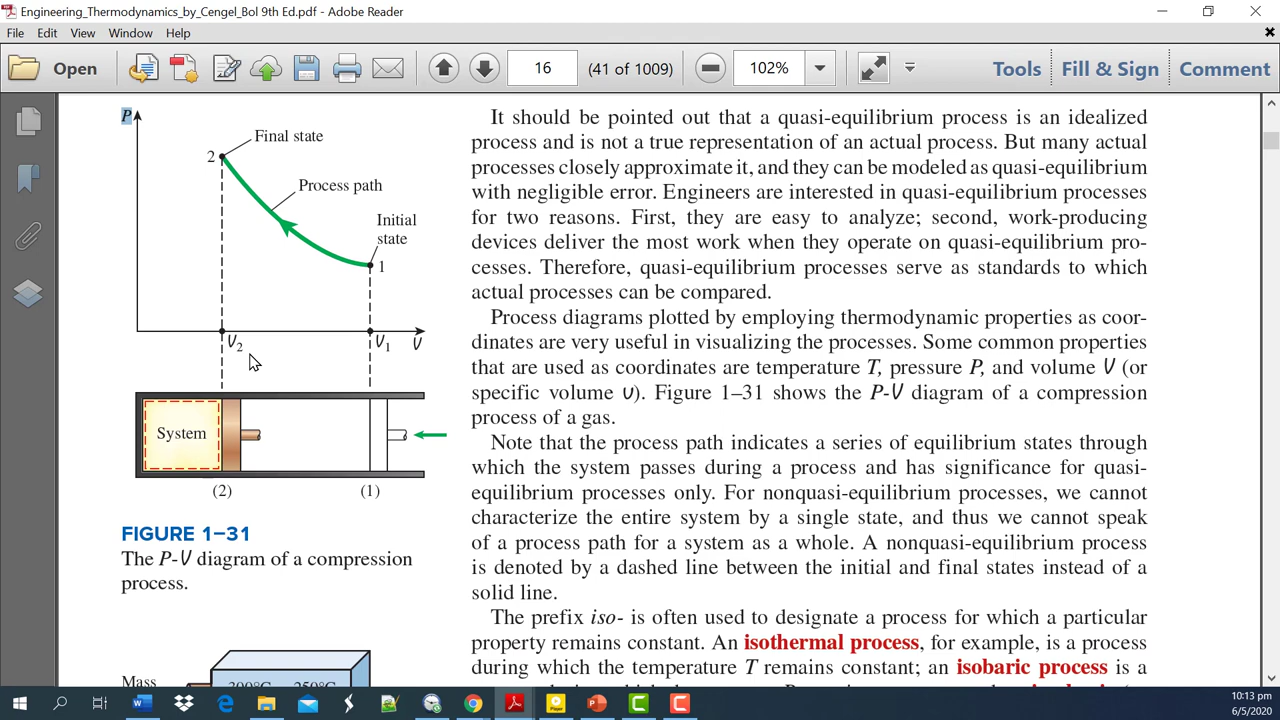 Engineering_Thermodynamics_by_Cengel_Bol 9th Ed.pdf - Adobe Reader
File Edit View Window Help
Open 16 (41 of 1009) 102% Tools Fill & Sign Comment
P
Final state
2
Process path
Initial
state
1
V2 V1 V
System
(2) (1)
FIGURE 1–31
The P-V diagram of a compression
process.
Mass
300°C 250°C
It should be pointed out that a quasi-equilibrium process is an idealized
process and is not a true representation of an actual process. But many actual
processes closely approximate it, and they can be modeled as quasi-equilibrium
with negligible error. Engineers are interested in quasi-equilibrium processes
for two reasons. First, they are easy to analyze; second, work-producing
devices deliver the most work when they operate on quasi-equilibrium pro-
cesses. Therefore, quasi-equilibrium processes serve as standards to which
actual processes can be compared.
Process diagrams plotted by employing thermodynamic properties as coor-
dinates are very useful in visualizing the processes. Some common properties
that are used as coordinates are temperature T, pressure P, and volume V (or
specific volume υ). Figure 1–31 shows the P-V diagram of a compression
process of a gas.
Note that the process path indicates a series of equilibrium states through
which the system passes during a process and has significance for quasi-
equilibrium processes only. For nonquasi-equilibrium processes, we cannot
characterize the entire system by a single state, and thus we cannot speak
of a process path for a system as a whole. A nonquasi-equilibrium process
is denoted by a dashed line between the initial and final states instead of a
solid line.
The prefix iso- is often used to designate a process for which a particular
property remains constant. An isothermal process, for example, is a process
during which the temperature T remains constant; an isobaric process is a
10:13 pm
6/5/2020